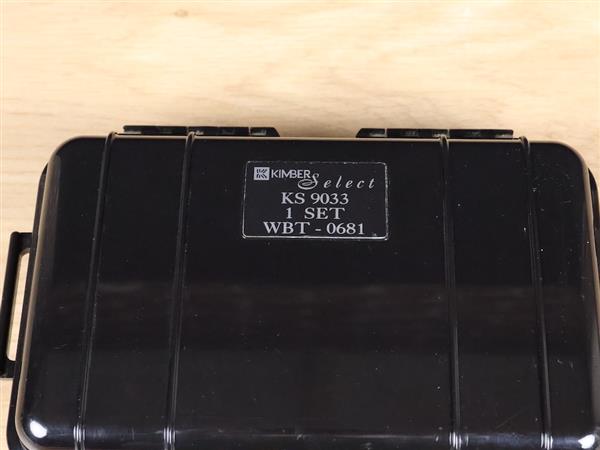 KIMBER Select
KS 9033
1 SET
WBT - 0681